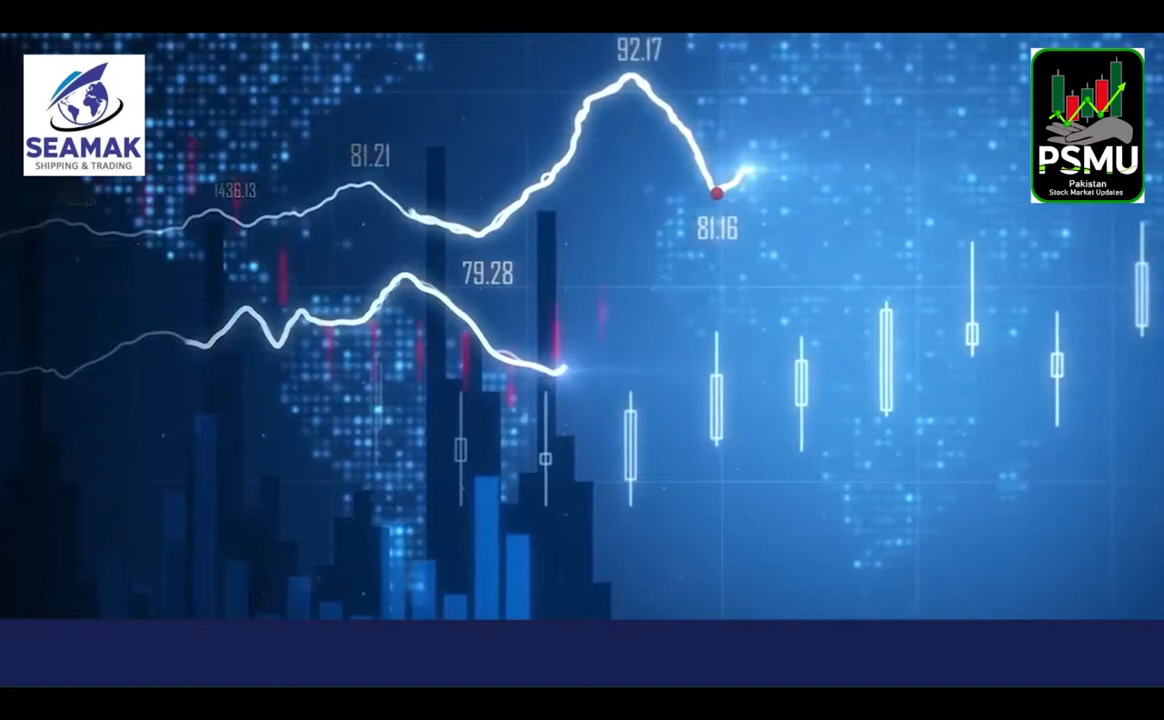 92.17
SEAMAK
SHIPPING & TRADING
PSMU
Pakistan
Stock Market Updates
81.21
1436.13
81.16
79.28